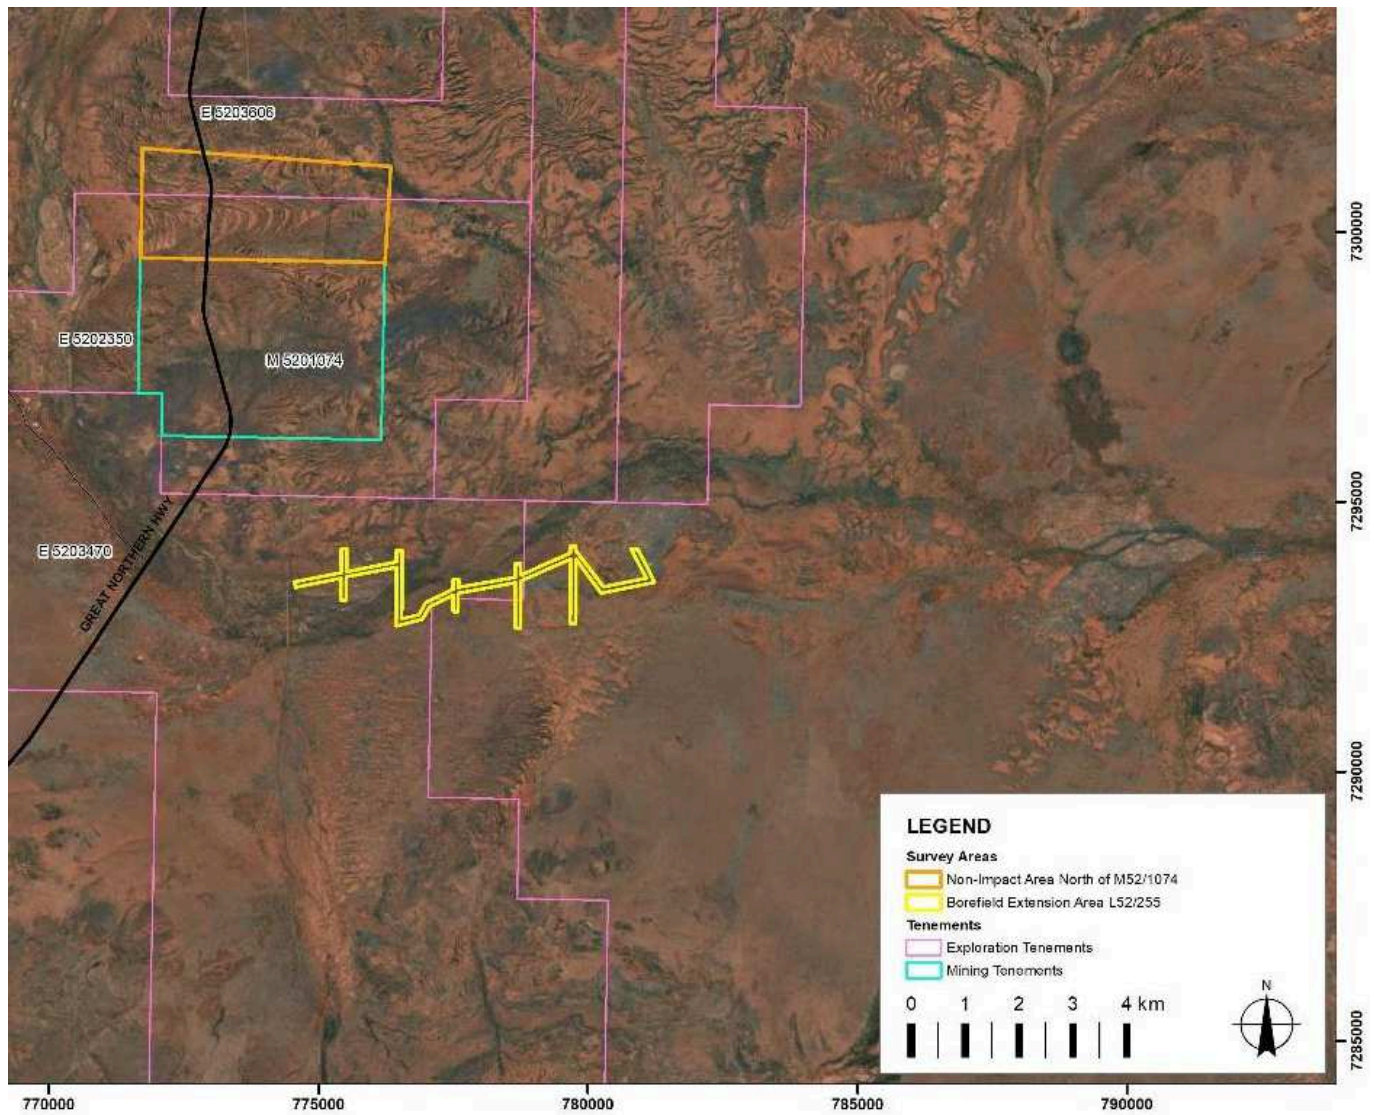 E 5203606
7300000
E 5202350
M 5201074
7295000
GREAT NORTHERN HWY
E 5203470
7290000
LEGEND
Survey Areas
Non-Impact Area North of M52/1074
Borefield Extension Area L52/255
Tenements
Exploration Tenements
Mining Tenements
0 1 2 3 4 km
N
7285000
770000 775000 780000 785000 790000